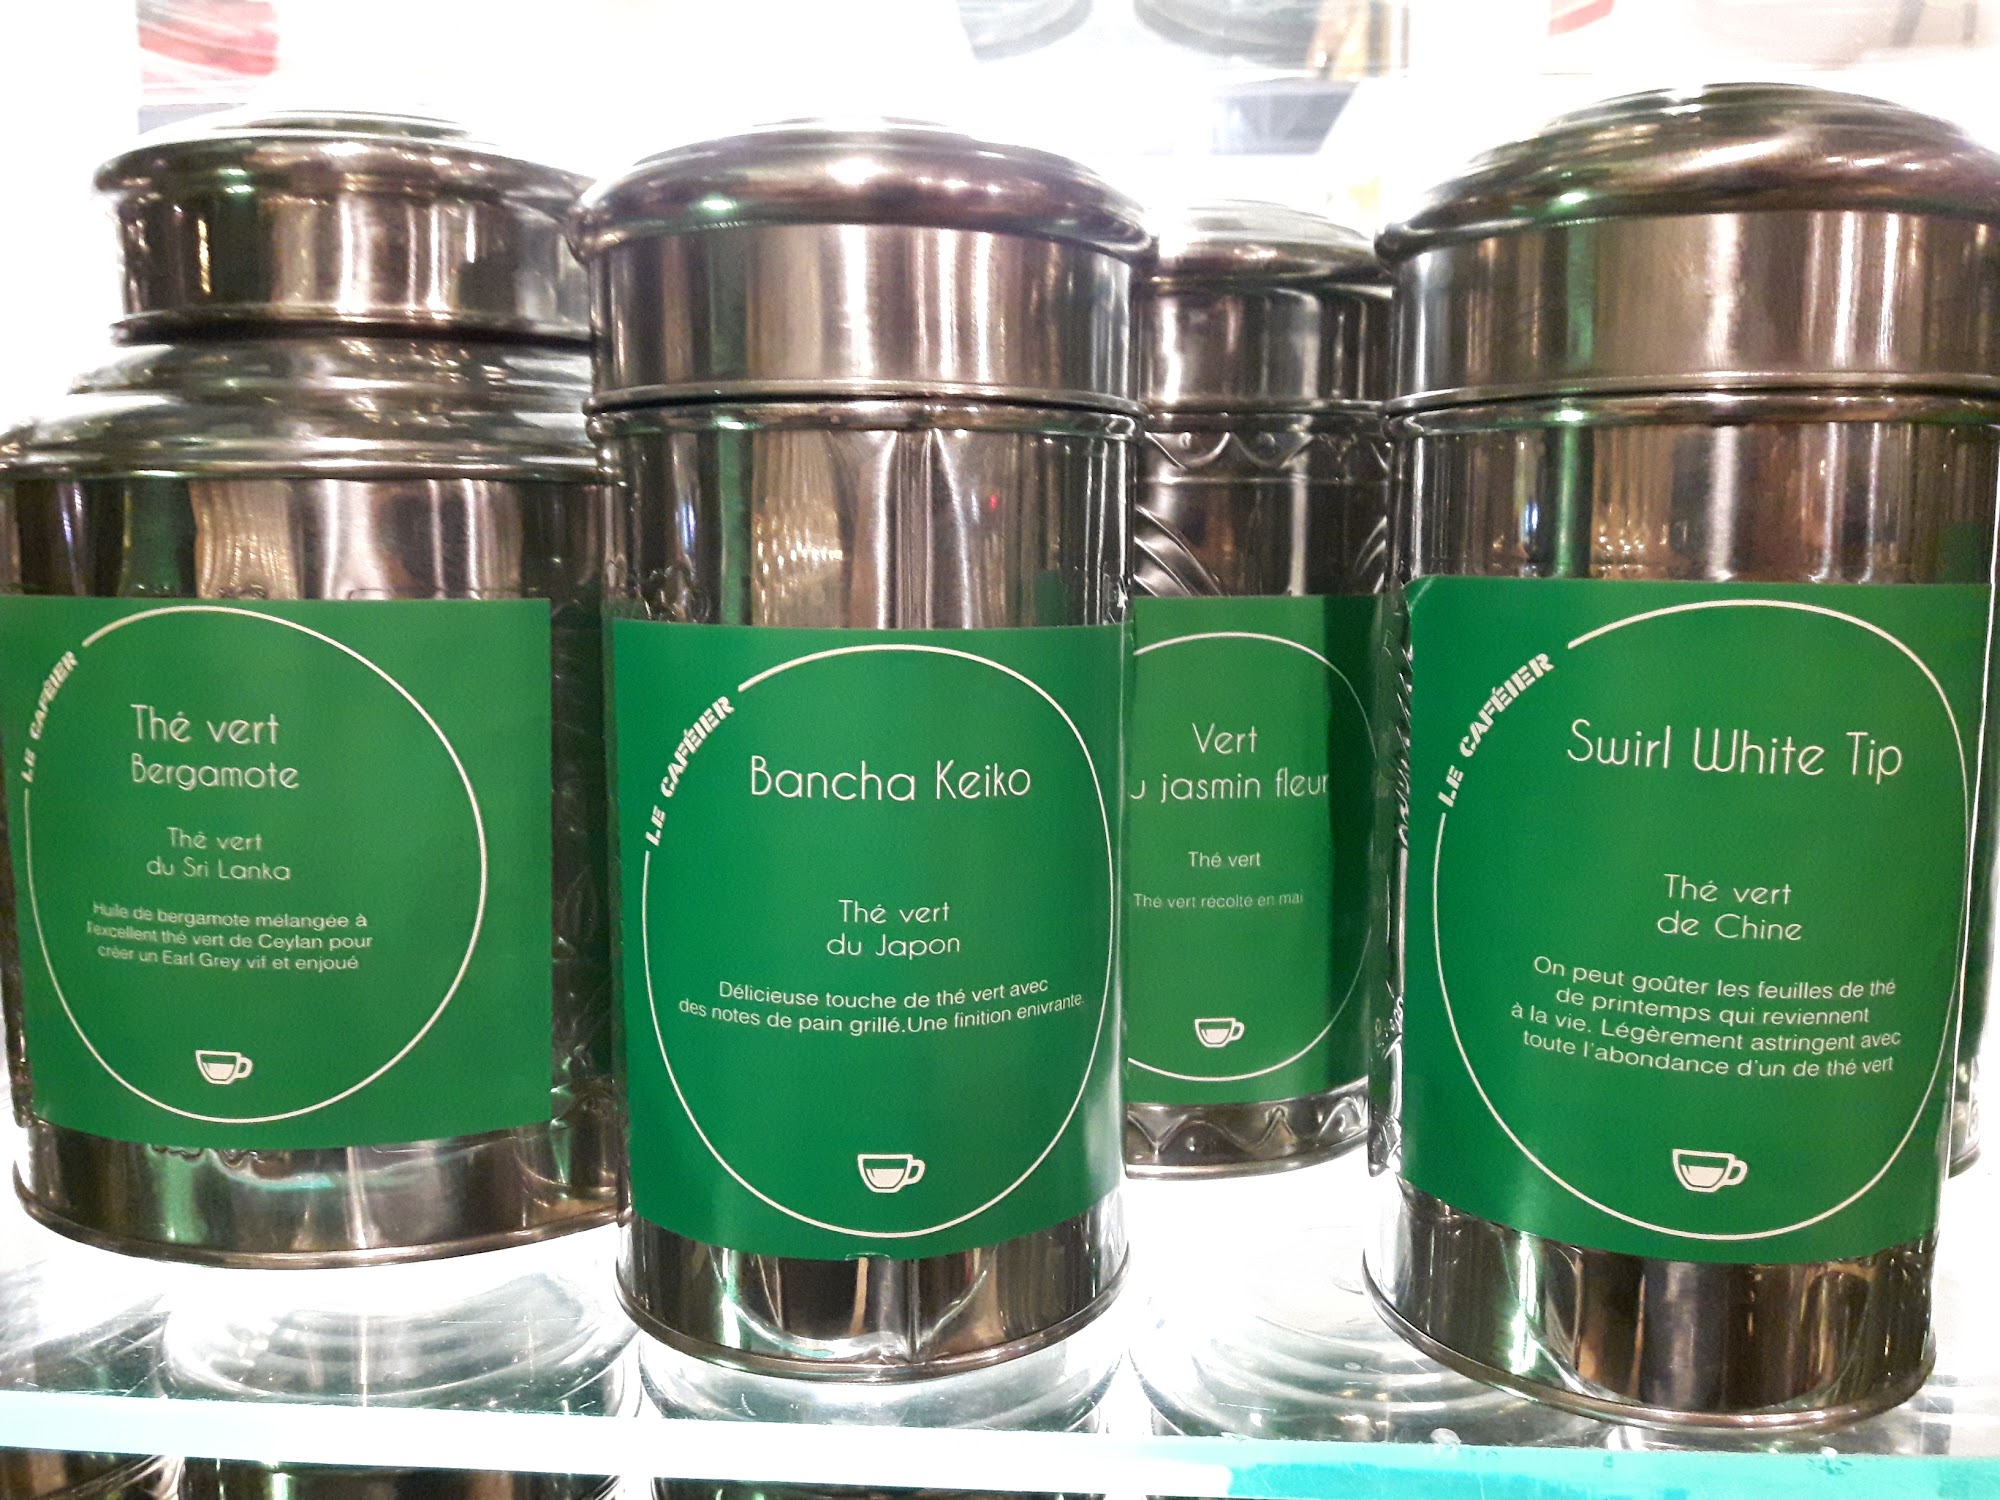 LE CAFÉIER
Thé vert
Bergamote
Thé vert
du Sri Lanka
Huile de bergamote mélangée à
l'excellent thé vert de Ceylan pour
créer un Earl Grey vif et enjoué
LE CAFÉIER
Bancha Keiko
Thé vert
du Japon
Délicieuse touche de thé vert avec
des notes de pain grillé.Une finition enivrante.
Vert
u jasmin fleur
Thé vert
Thé vert récolté en mai
LE CAFÉIER
Swirl White Tip
Thé vert
de Chine
On peut goûter les feuilles de thé
de printemps qui reviennent
à la vie. Légèrement astringent avec
toute l'abondance d'un de thé vert